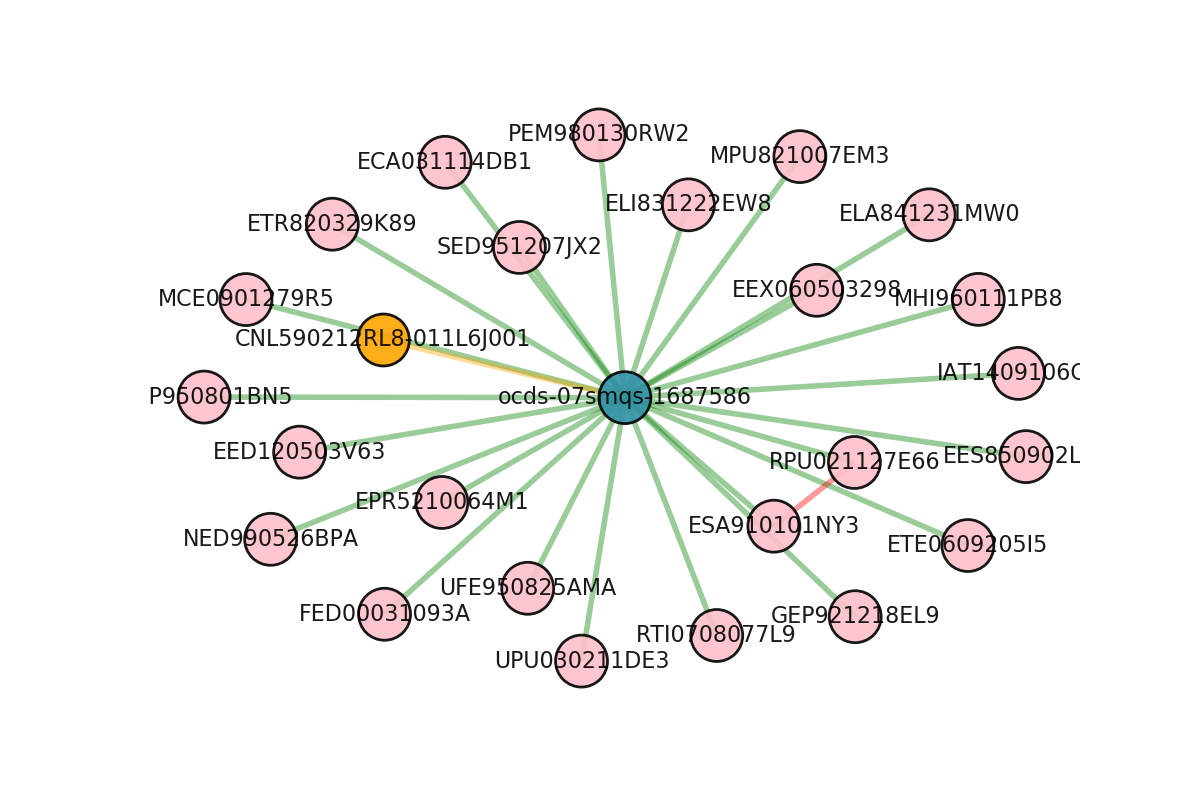 PEM980130RW2
MPU821007EM3
ECA031114DB1
ELI831222EW8
ELA841231MW0
ETR820329K89
SED951207JX2
EEX060503298
MCE0901279R5
MHI960111PB8
CNL590212RL8-011L6J001
IAT1409106C
P950801BN5
ocds-07smqs-1687586
EED120503V63
RPU021127E66
EES850902L
EPR5210064M1
ESA910101NY3
NED990526BPA
ETE0609205I5
UFE950825AMA
FED00031093A
GEP921218EL9
RTI0708077L9
UPU030211DE3